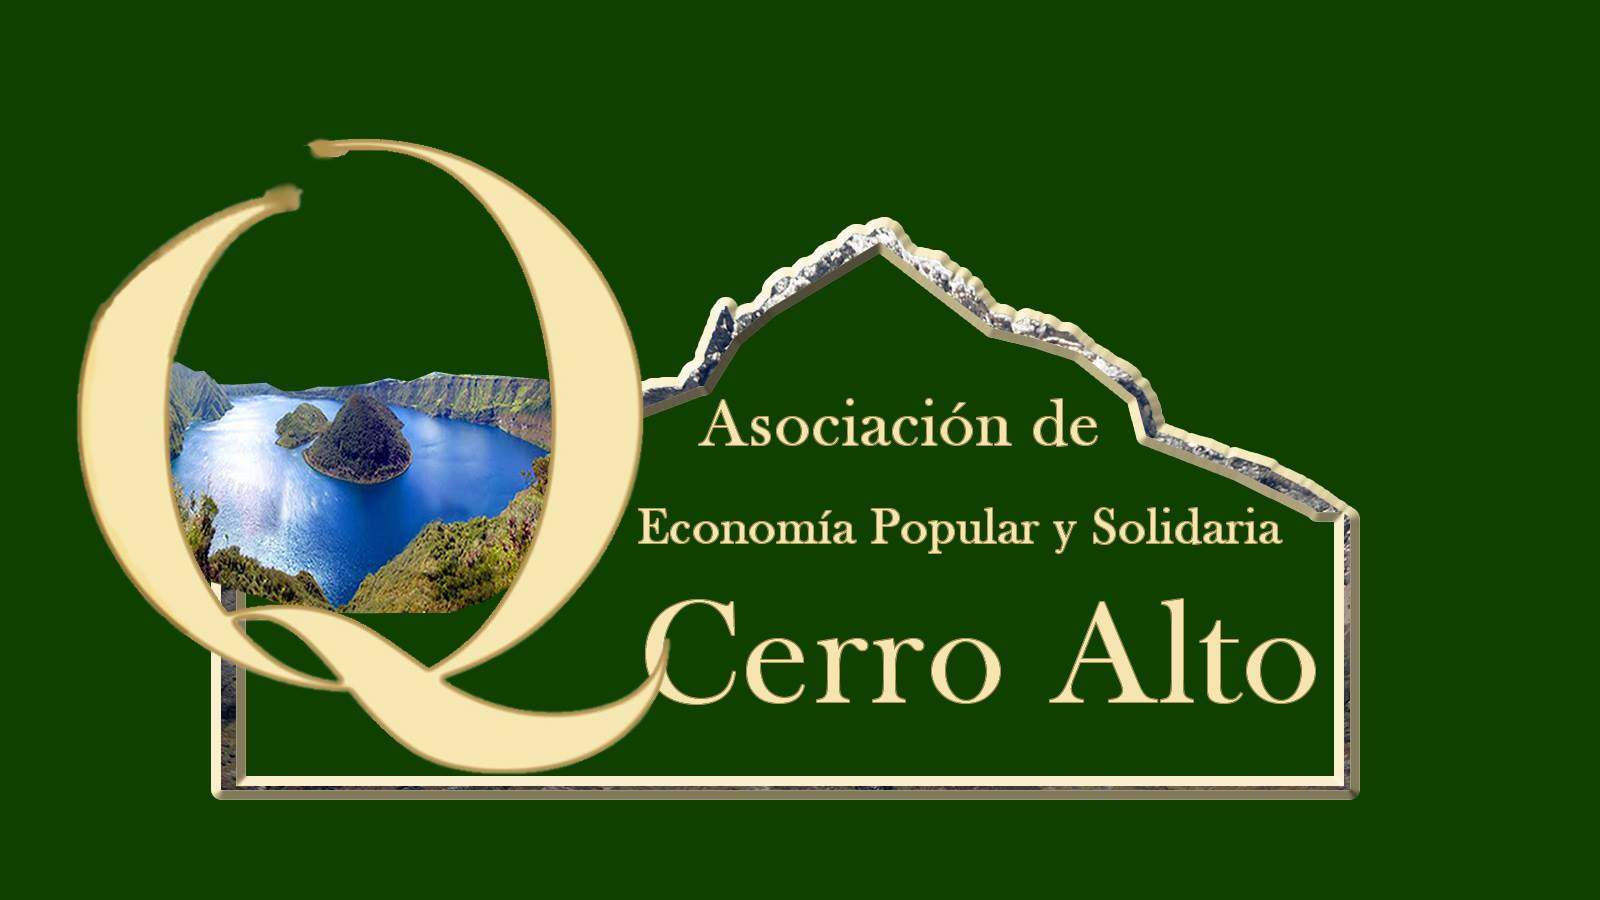 Q
Asociación de
Economía Popular y Solidaria
Cerro Alto